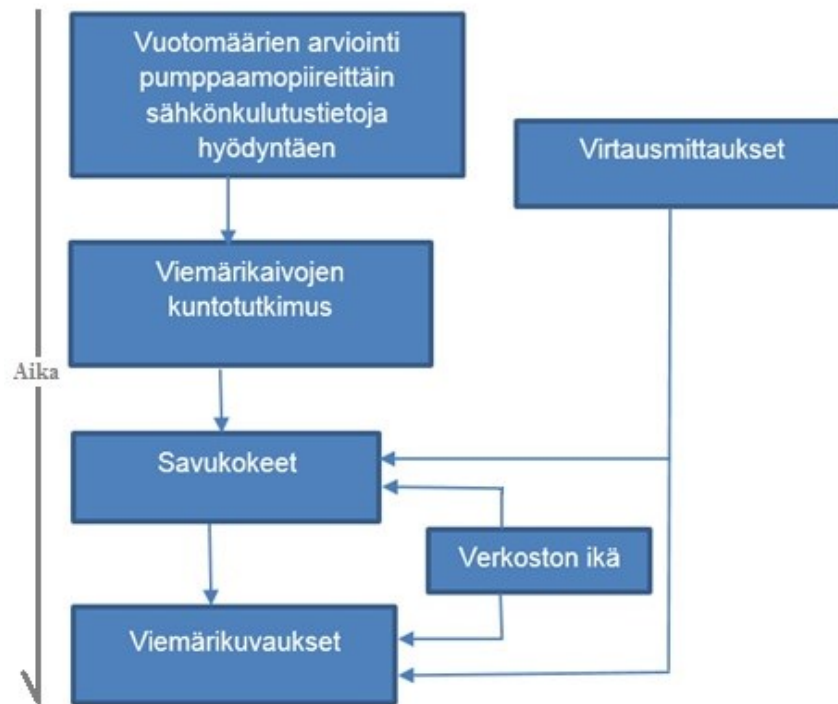 Vuotomäärien arviointi
pumppaamopiireittäin
sähkönkulutustietoja
hyödyntäen
Virtausmittaukset
Viemärikaivojen
kuntotutkimus
Aika
Savukokeet
Verkoston ikä
Viemärikuvaukset